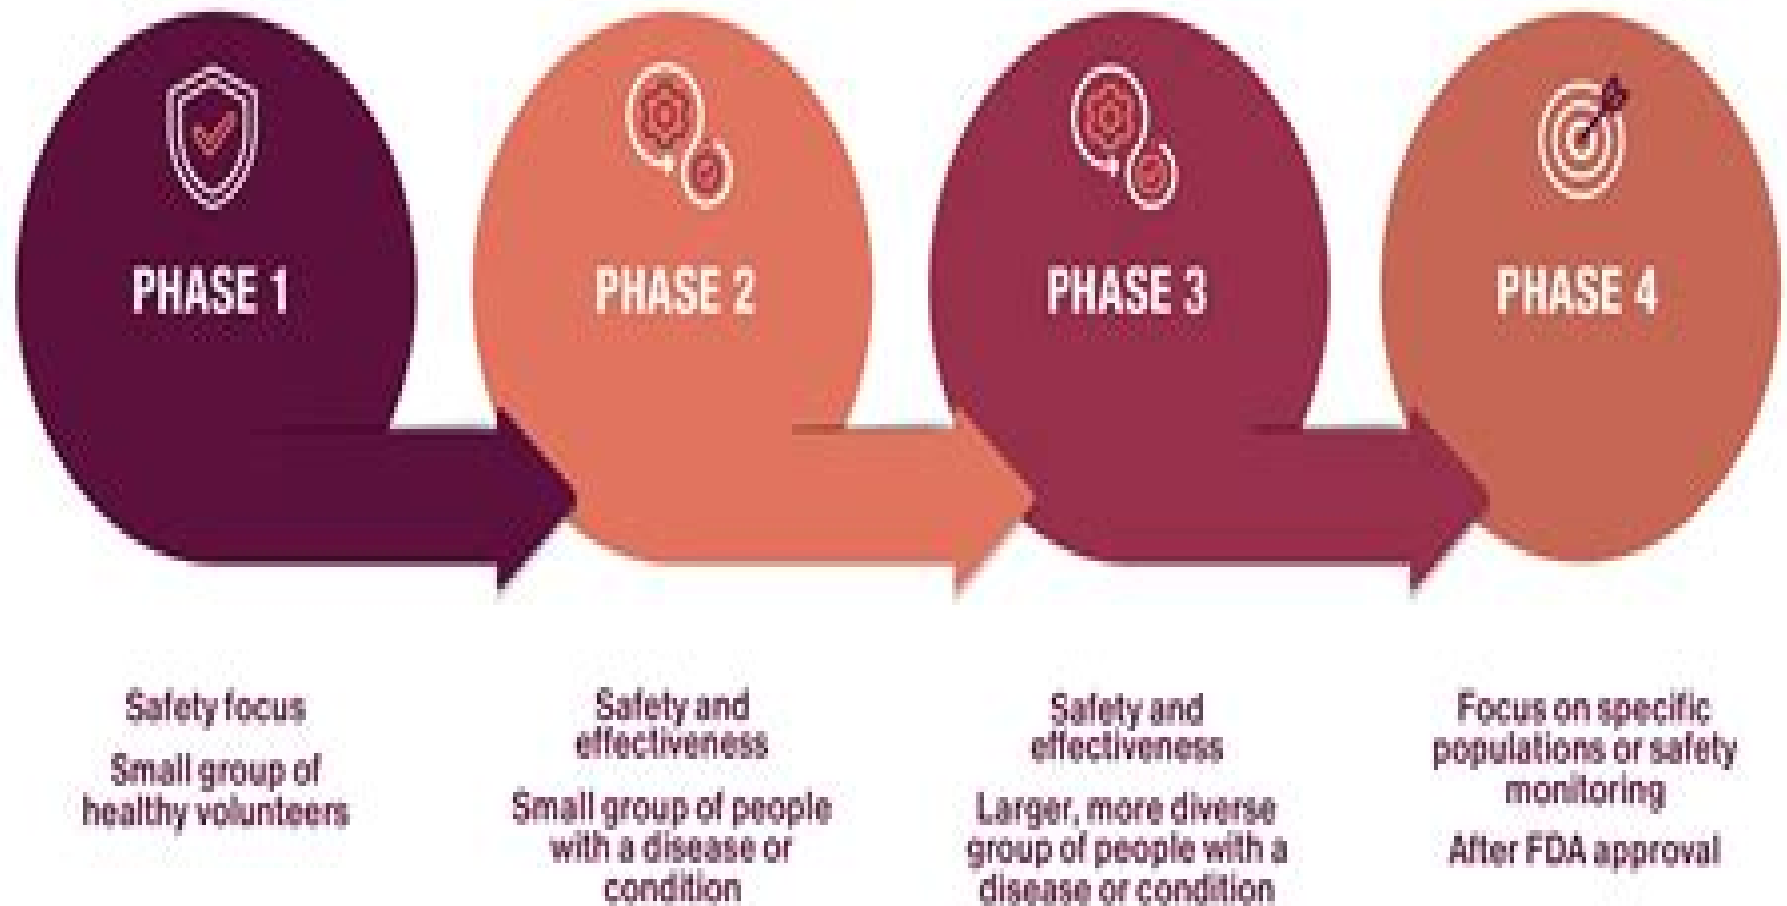 PHASE 1
PHASE 2
PHASE 3
PHASE 4
Safety focus
Small group of
healthy volunteers
Safety and
effectiveness
Small group of people
with a disease or
condition
Safety and
effectiveness
Larger, more diverse
group of people with a
disease or condition
Focus on specific
populations or safety
monitoring
After FDA approval